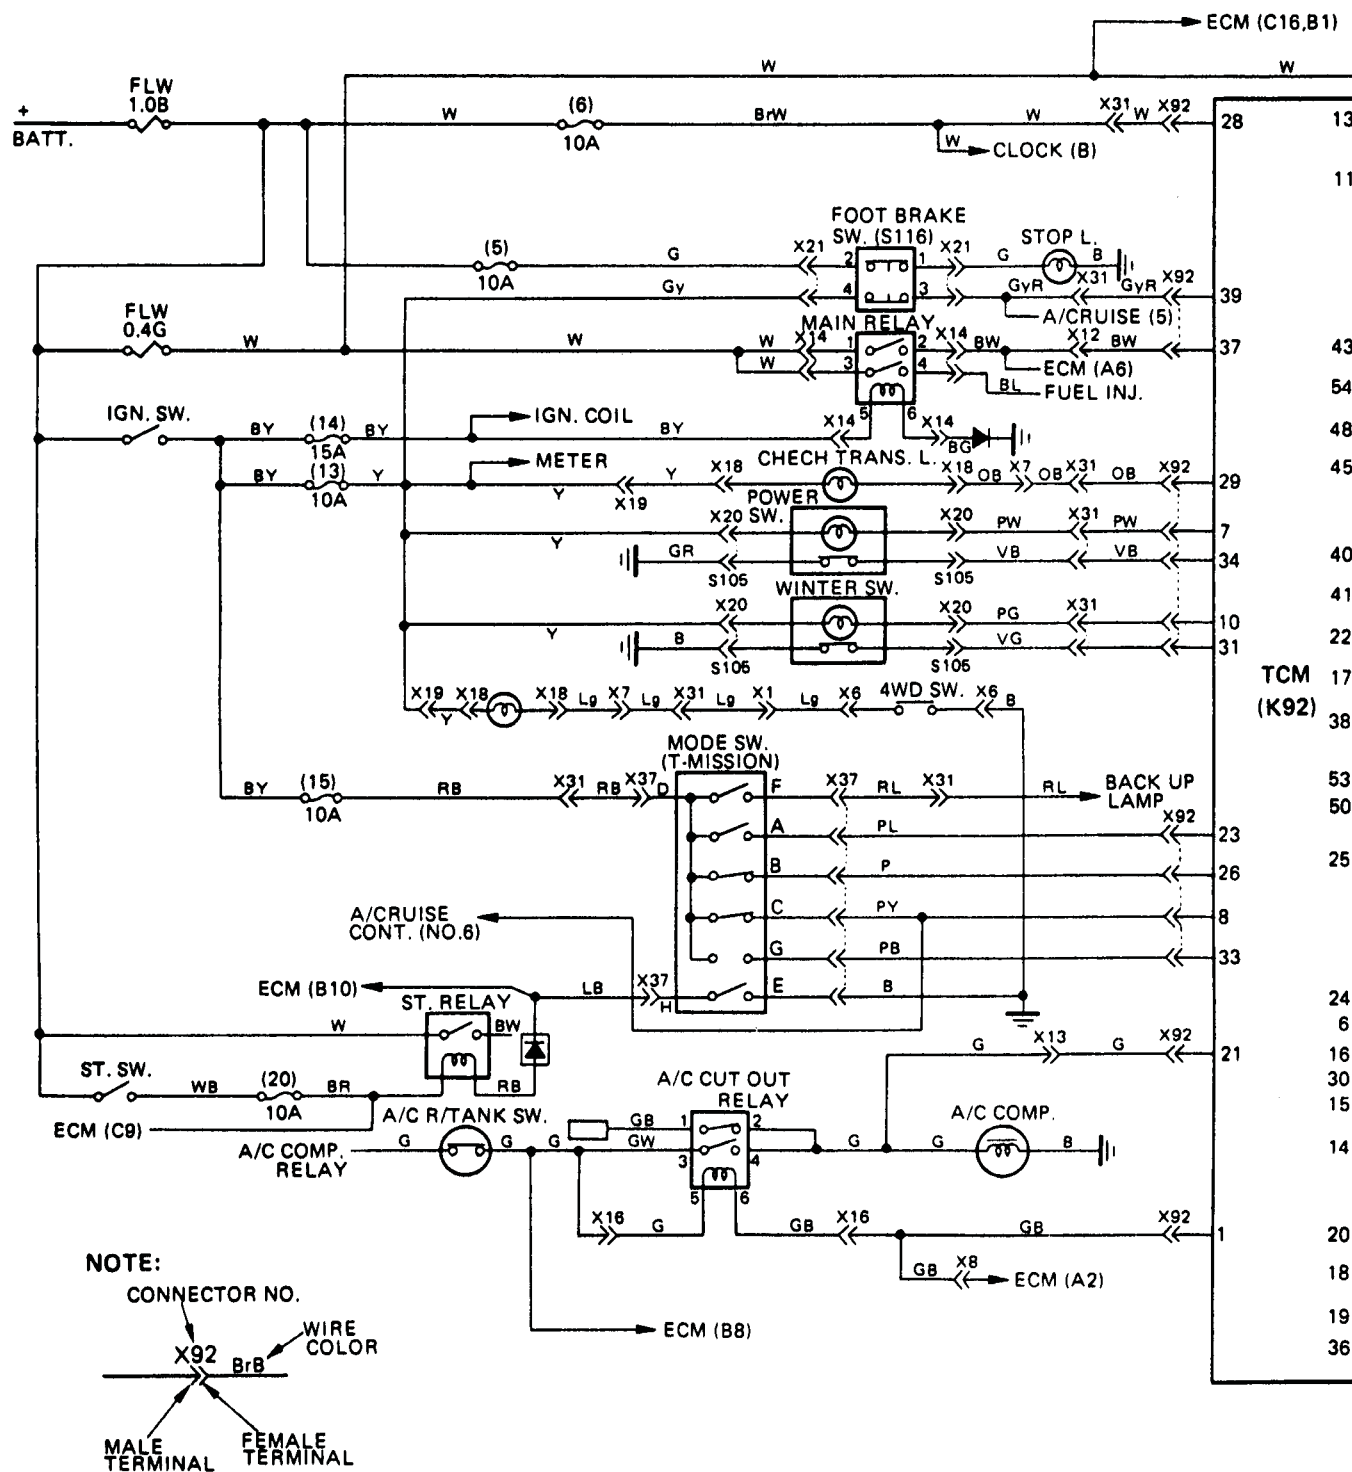 ECM (C16,B1)
W W
FLW
1.0B
+
BATT.
W (6) BrW W X31 W X92 28 13
10A
W CLOCK (B)
11
FOOT BRAKE
SW. (S116)
STOP L.
(5) G X21 2 1 X21 G B
10A
Gy 4 3 GyR X31 GyR X92 39
A/CRUISE (5)
FLW
0.4G
MAIN RELAY
W W W X14 1 2 X14 BW X12 BW 37 43
W 3 4 ECM (A6)
BL FUEL INJ.
54
5 6
IGN. SW.
IGN. COIL
BY (14) BY BY X14 X14 BG 48
15A
METER
CHECH TRANS. L.
BY (13) Y Y X19 Y X18 X18 OB X7 OB X31 OB X92 29 45
10A
POWER
SW.
Y X20 X20 PW X31 PW 7
GR S105 S105 VB VB 34 40
WINTER SW.
41
Y X20 X20 PG X31 10
B S105 S105 VG 31 22
TCM
(K92)
17
38
X19 Y X18 X18 Lg X7 Lg X31 Lg X1 Lg X6 4WD SW. X6 B
MODE SW.
(T-MISSION)
BY (15) RB X31 RB X37 D F X37 RL X31 RL BACK UP
LAMP
10A
53
50
A PL X92 23
B P 26 25
A/CRUISE
CONT. (NO.6)
C PY 8
G PB 33
ECM (B10) LB X37 H E B 24
ST. RELAY
W BW 6
G X13 G X92 21 16
ST. SW.
WB (20) BR RB 30
10A
A/C CUT OUT
RELAY
15
ECM (C9)
A/C R/TANK SW.
A/C COMP.
GB 1 2
A/C COMP.
RELAY
G G G GW 3 4 G G B 14
5 6
X16 G GB X16 GB X92 1 20
GB X8 ECM (A2) 18
ECM (B8)
19
36
NOTE:
CONNECTOR NO.
WIRE
COLOR
X92 BrB
MALE
TERMINAL
FEMALE
TERMINAL